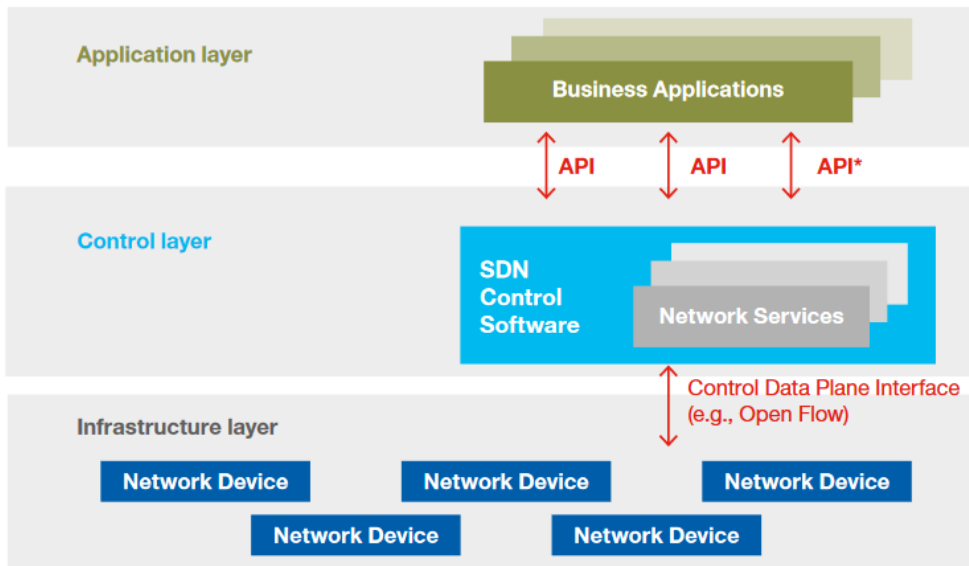 Application layer
Business Applications
API API API*
Control layer
SDN
Control
Software
Network Services
Control Data Plane Interface
(e.g., Open Flow)
Infrastructure layer
Network Device Network Device Network Device
Network Device Network Device